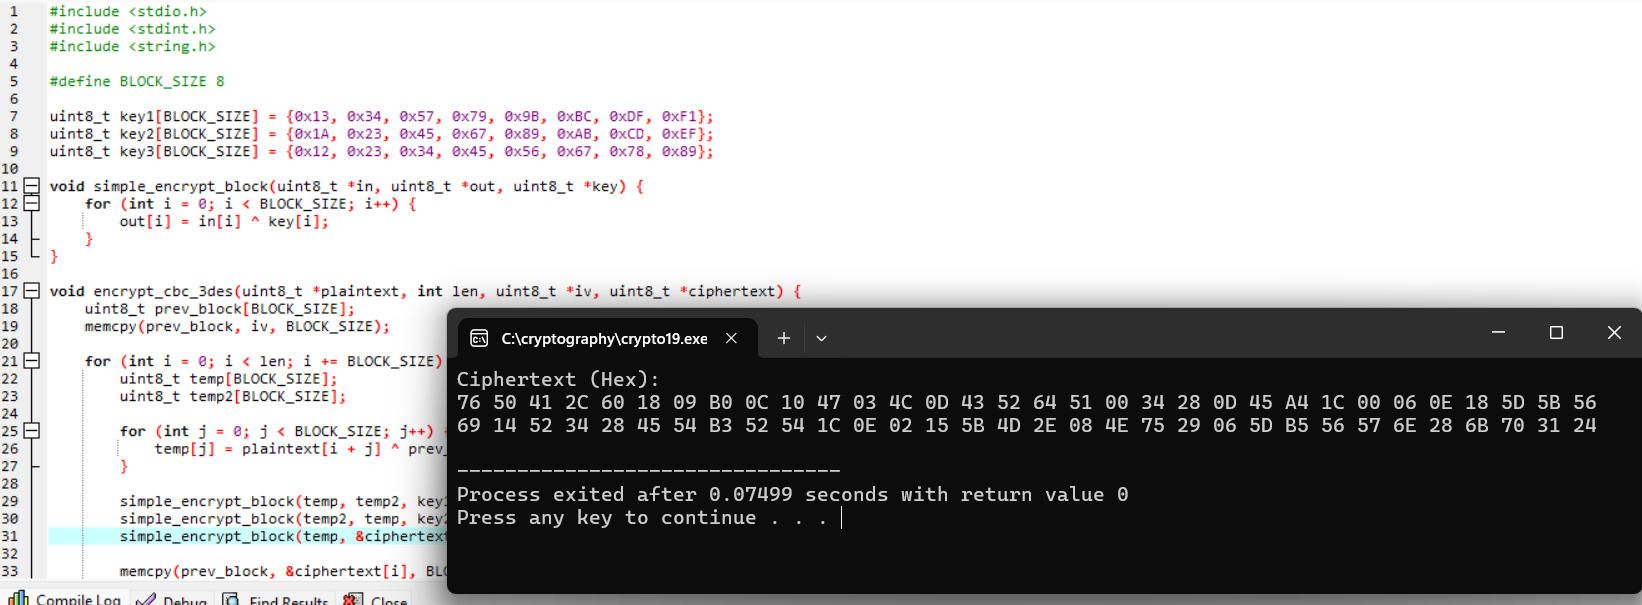 1 #include <stdio.h>
2 #include <stdint.h>
3 #include <string.h>
4
5 #define BLOCK_SIZE 8
6
7 uint8_t key1[BLOCK_SIZE] = {0x13, 0x34, 0x57, 0x79, 0x9B, 0xBC, 0xDF, 0xF1};
8 uint8_t key2[BLOCK_SIZE] = {0x1A, 0x23, 0x45, 0x67, 0x89, 0xAB, 0xCD, 0xEF};
9 uint8_t key3[BLOCK_SIZE] = {0x12, 0x23, 0x34, 0x45, 0x56, 0x67, 0x78, 0x89};
10
11 void simple_encrypt_block(uint8_t *in, uint8_t *out, uint8_t *key) {
12 for (int i = 0; i < BLOCK_SIZE; i++) {
13 out[i] = in[i] ^ key[i];
14 }
15 }
16
17 void encrypt_cbc_3des(uint8_t *plaintext, int len, uint8_t *iv, uint8_t *ciphertext) {
18 uint8_t prev_block[BLOCK_SIZE];
19 memcpy(prev_block, iv, BLOCK_SIZE);
20
21 for (int i = 0; i < len; i += BLOCK_SIZE)
22 uint8_t temp[BLOCK_SIZE];
23 uint8_t temp2[BLOCK_SIZE];
24
25 for (int j = 0; j < BLOCK_SIZE; j++)
26 temp[j] = plaintext[i + j] ^ prev_
27 }
28
29 simple_encrypt_block(temp, temp2, key
30 simple_encrypt_block(temp2, temp, key
31 simple_encrypt_block(temp, &ciphertext
32
33 memcpy(prev_block, &ciphertext[i], BL
Compile Log Debug Find Results Close
C:\cryptography\crypto19.exe
Ciphertext (Hex):
76 50 41 2C 60 18 09 B0 0C 10 47 03 4C 0D 43 52 64 51 00 34 28 0D 45 A4 1C 00 06 0E 18 5D 5B 56
69 14 52 34 28 45 54 B3 52 54 1C 0E 02 15 5B 4D 2E 08 4E 75 29 06 5D B5 56 57 6E 28 6B 70 31 24
--------------------------------
Process exited after 0.07499 seconds with return value 0
Press any key to continue . . .